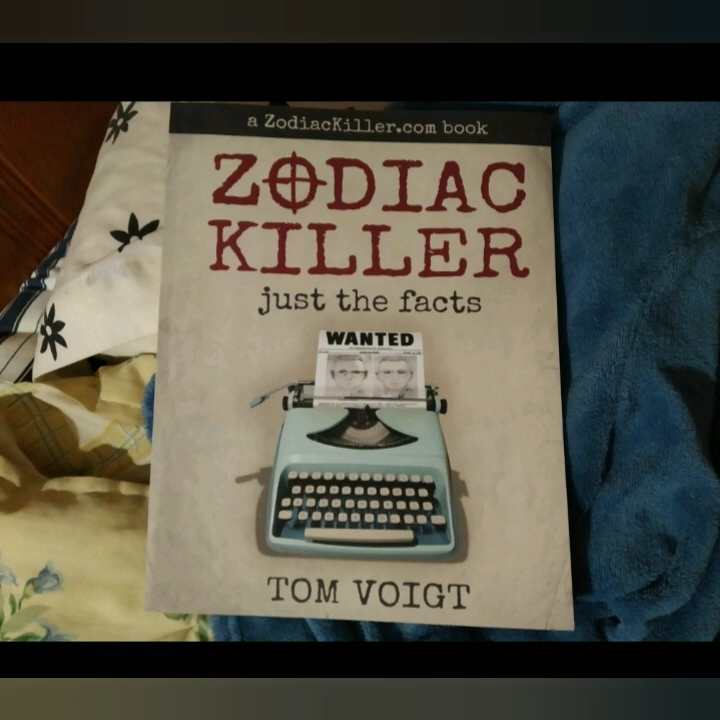 a ZodiacKiller.com book
ZODIAC
KILLER
just the facts
WANTED
TOM VOIGT